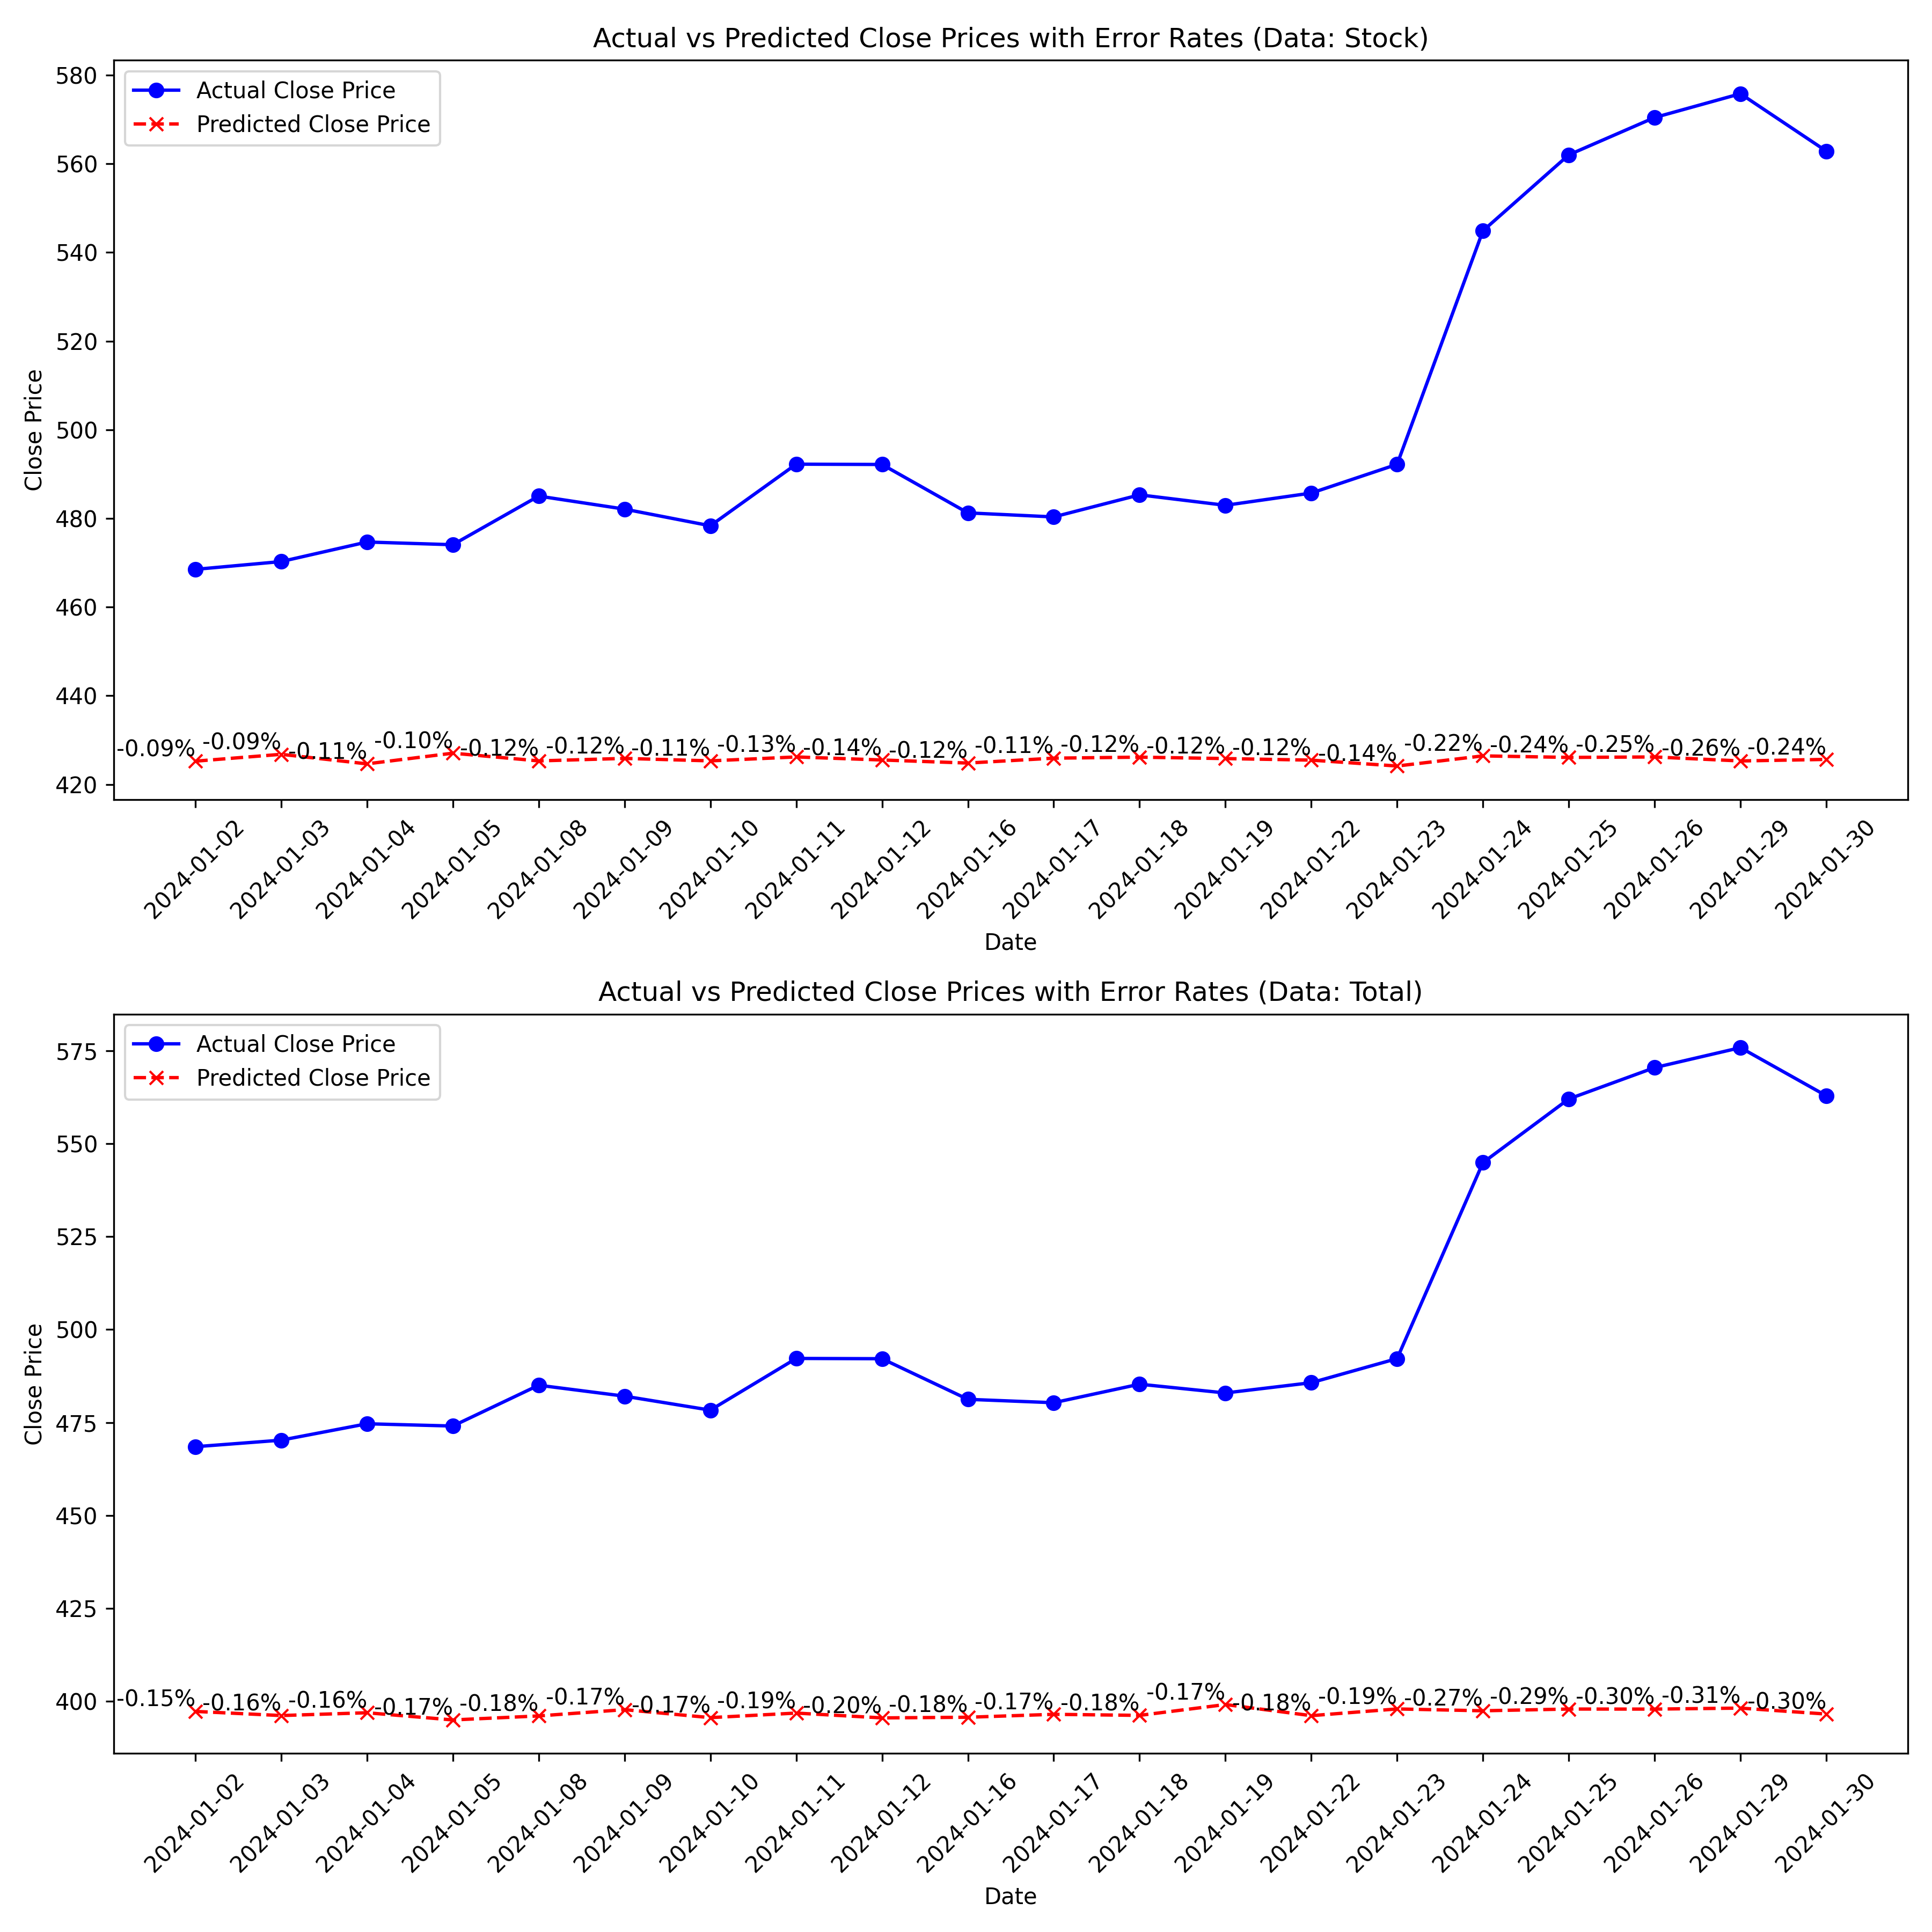 Actual vs Predicted Close Prices with Error Rates (Data: Stock)
Actual Close Price
Predicted Close Price
Close Price
580
560
540
520
500
480
460
440
420
-0.09% -0.09% -0.11% -0.10% -0.12% -0.12% -0.11% -0.13% -0.14% -0.12% -0.11% -0.12% -0.12% -0.12% -0.14% -0.22% -0.24% -0.25% -0.26% -0.24%
2024-01-02 2024-01-03 2024-01-04 2024-01-05 2024-01-08 2024-01-09 2024-01-10 2024-01-11 2024-01-12 2024-01-16 2024-01-17 2024-01-18 2024-01-19 2024-01-22 2024-01-23 2024-01-24 2024-01-25 2024-01-26 2024-01-29 2024-01-30
Date
Actual vs Predicted Close Prices with Error Rates (Data: Total)
Actual Close Price
Predicted Close Price
Close Price
575
550
525
500
475
450
425
400
-0.15% -0.16% -0.16% -0.17% -0.18% -0.17% -0.17% -0.19% -0.20% -0.18% -0.17% -0.18% -0.17% -0.18% -0.19% -0.27% -0.29% -0.30% -0.31% -0.30%
2024-01-02 2024-01-03 2024-01-04 2024-01-05 2024-01-08 2024-01-09 2024-01-10 2024-01-11 2024-01-12 2024-01-16 2024-01-17 2024-01-18 2024-01-19 2024-01-22 2024-01-23 2024-01-24 2024-01-25 2024-01-26 2024-01-29 2024-01-30
Date